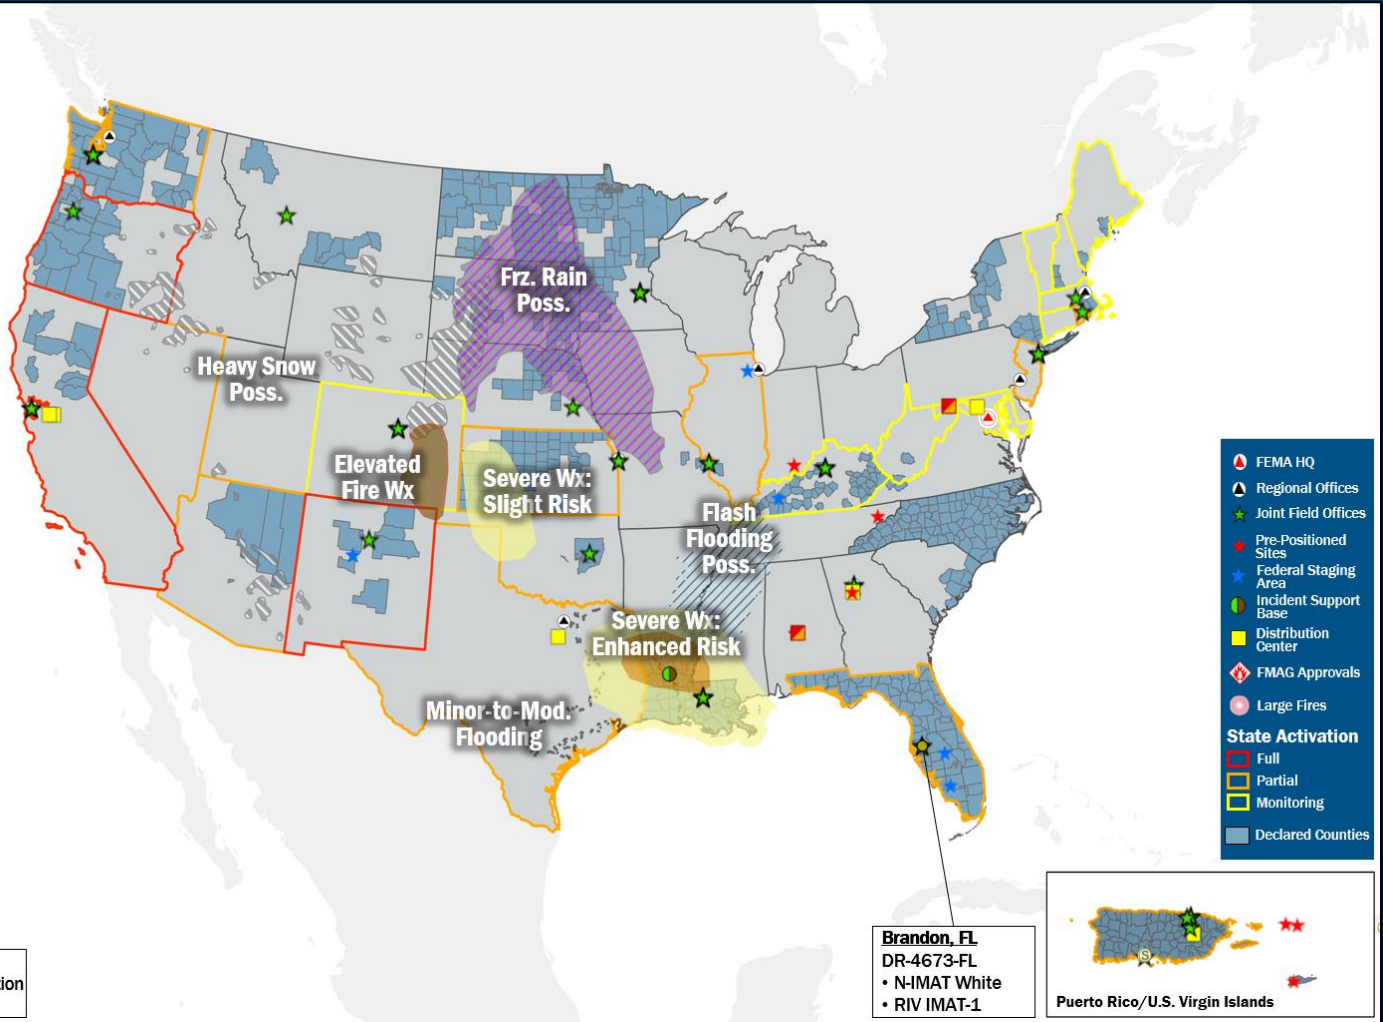 Frz. Rain
Poss.
Heavy Snow
Poss.
Elevated
Fire Wx
Severe Wx:
Slight Risk
Flash
Flooding
Poss.
Severe Wx:
Enhanced Risk
Minor-to-Mod.
Flooding
FEMA HQ
Regional Offices
Joint Field Offices
Pre-Positioned
Sites
Federal Staging
Area
Incident Support
Base
Distribution
Center
FMAG Approvals
Large Fires
State Activation
Full
Partial
Monitoring
Declared Counties
Brandon, FL
DR-4673-FL
• N-IMAT White
• RIV IMAT-1
S
Puerto Rico/U.S. Virgin Islands
ion